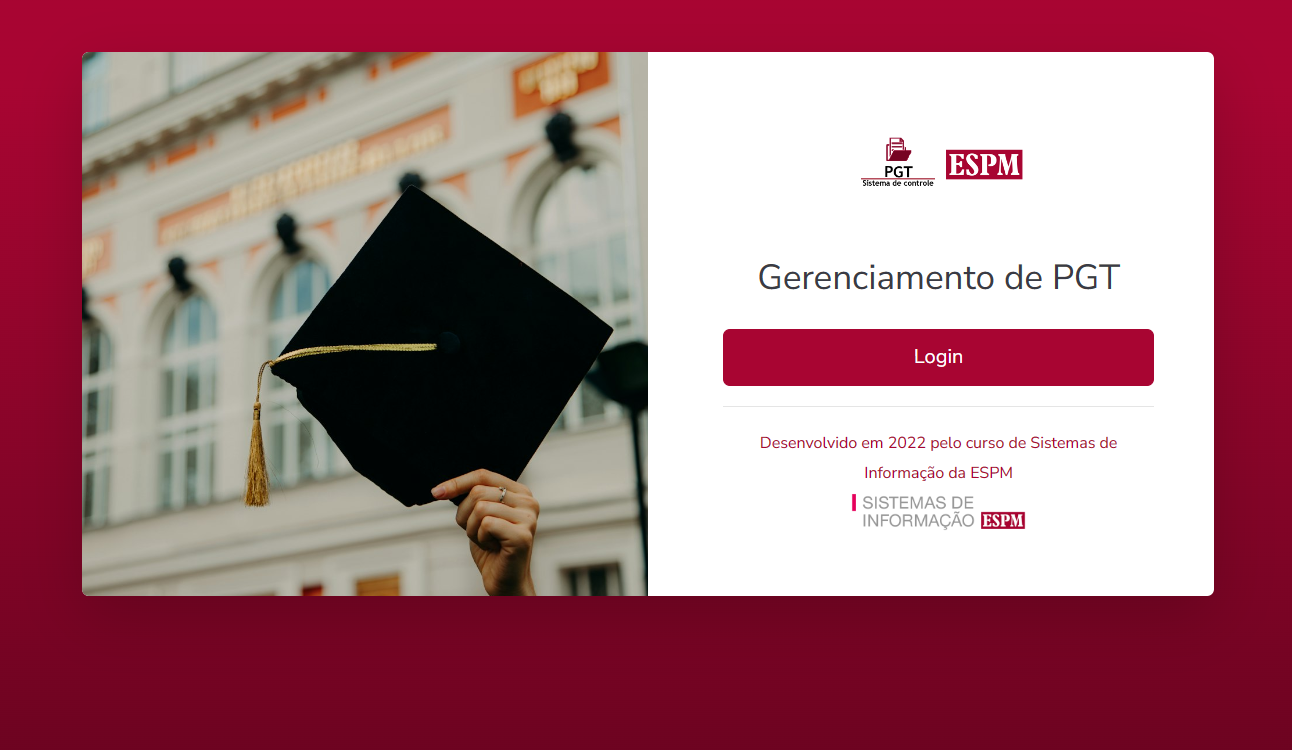 PGT
Sistema de controle
ESPM
Gerenciamento de PGT
Login
Desenvolvido em 2022 pelo curso de Sistemas de
Informação da ESPM
SISTEMAS DE
INFORMAÇÃO ESPM